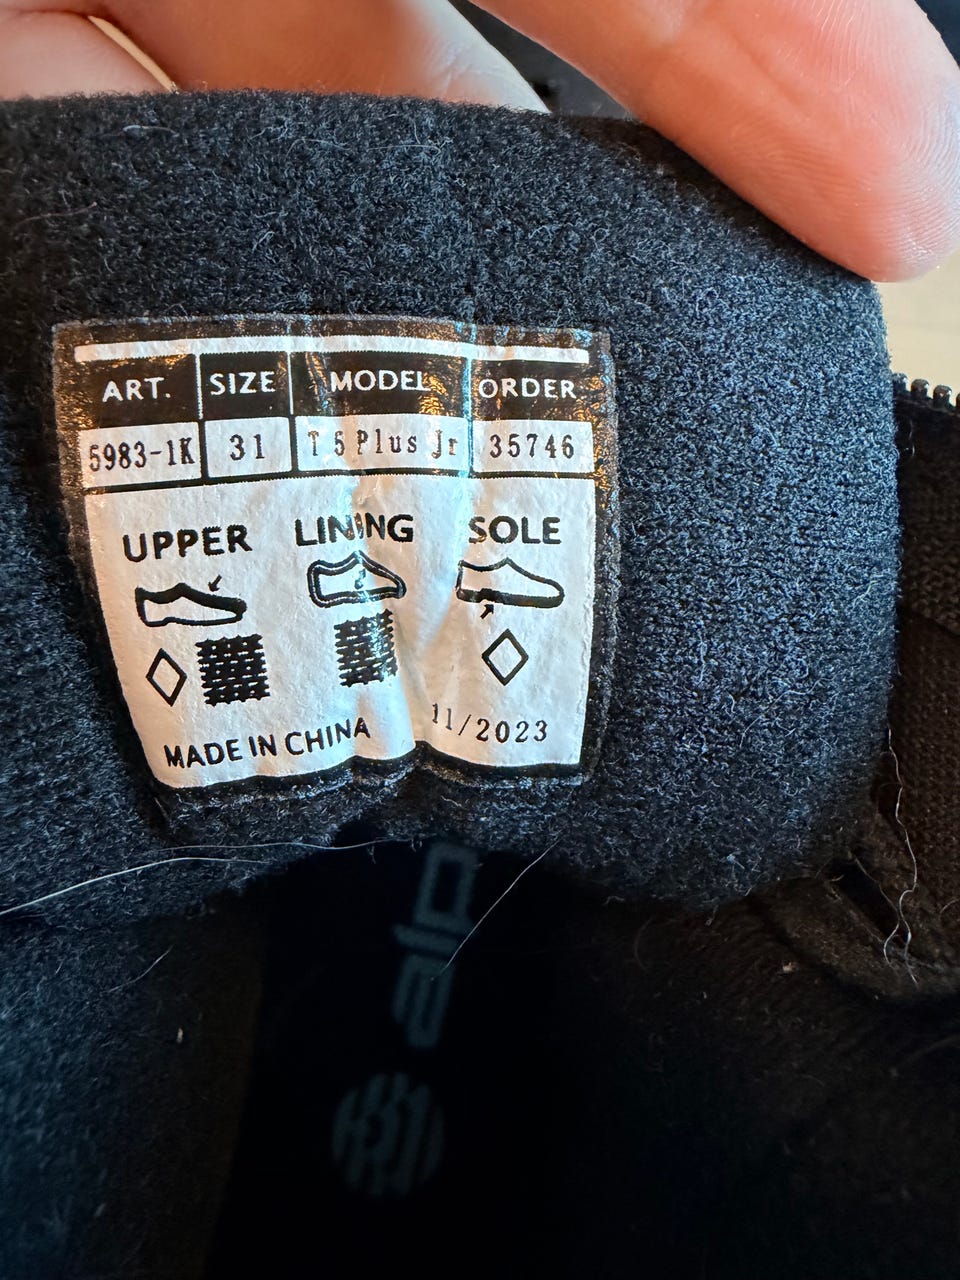 ART. SIZE MODEL ORDER
5983-1K 31 T 5 Plus Jr 35746
UPPER LINING SOLE
MADE IN CHINA 11/2023